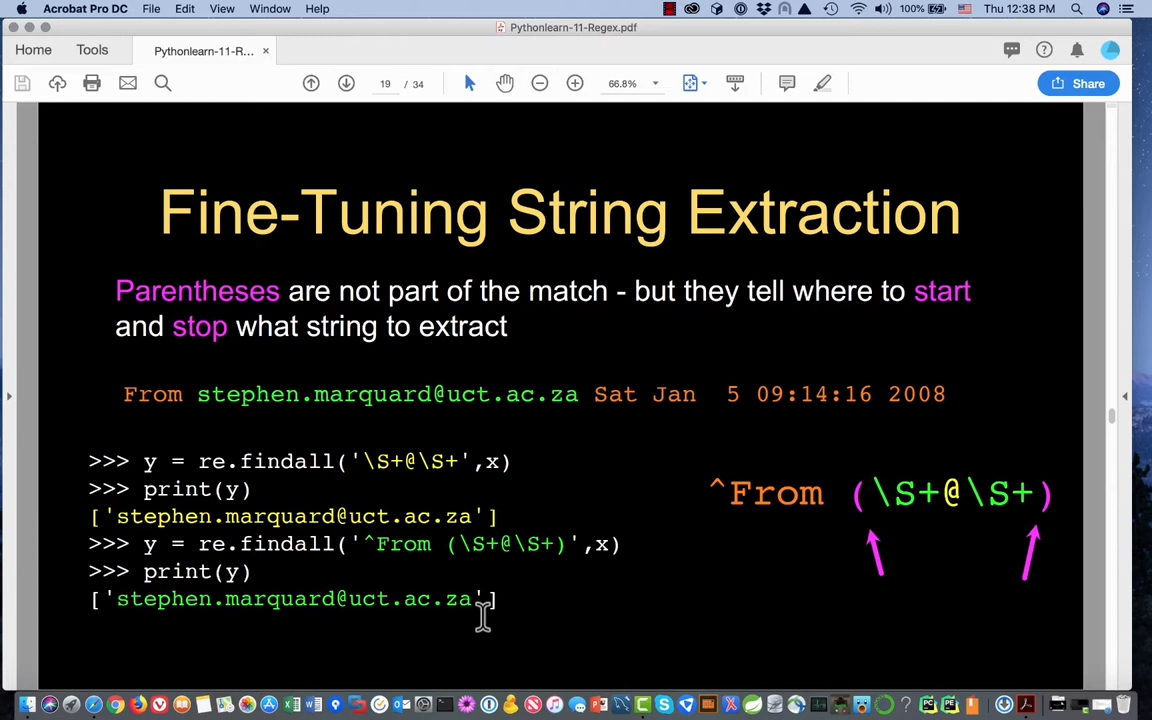 Acrobat Pro DC File Edit View Window Help 100% Thu 12:38 PM
Pythonlearn-11-Regex.pdf
Home Tools Pythonlearn-11-R... ×
19 / 34 66.8% Share
Fine-Tuning String Extraction
Parentheses are not part of the match - but they tell where to start
and stop what string to extract
From stephen.marquard@uct.ac.za Sat Jan  5 09:14:16 2008
>>> y = re.findall('\S+@\S+',x)
>>> print(y)
['stephen.marquard@uct.ac.za']
>>> y = re.findall('^From (\S+@\S+)',x)
>>> print(y)
['stephen.marquard@uct.ac.za']
^From (\S+@\S+)